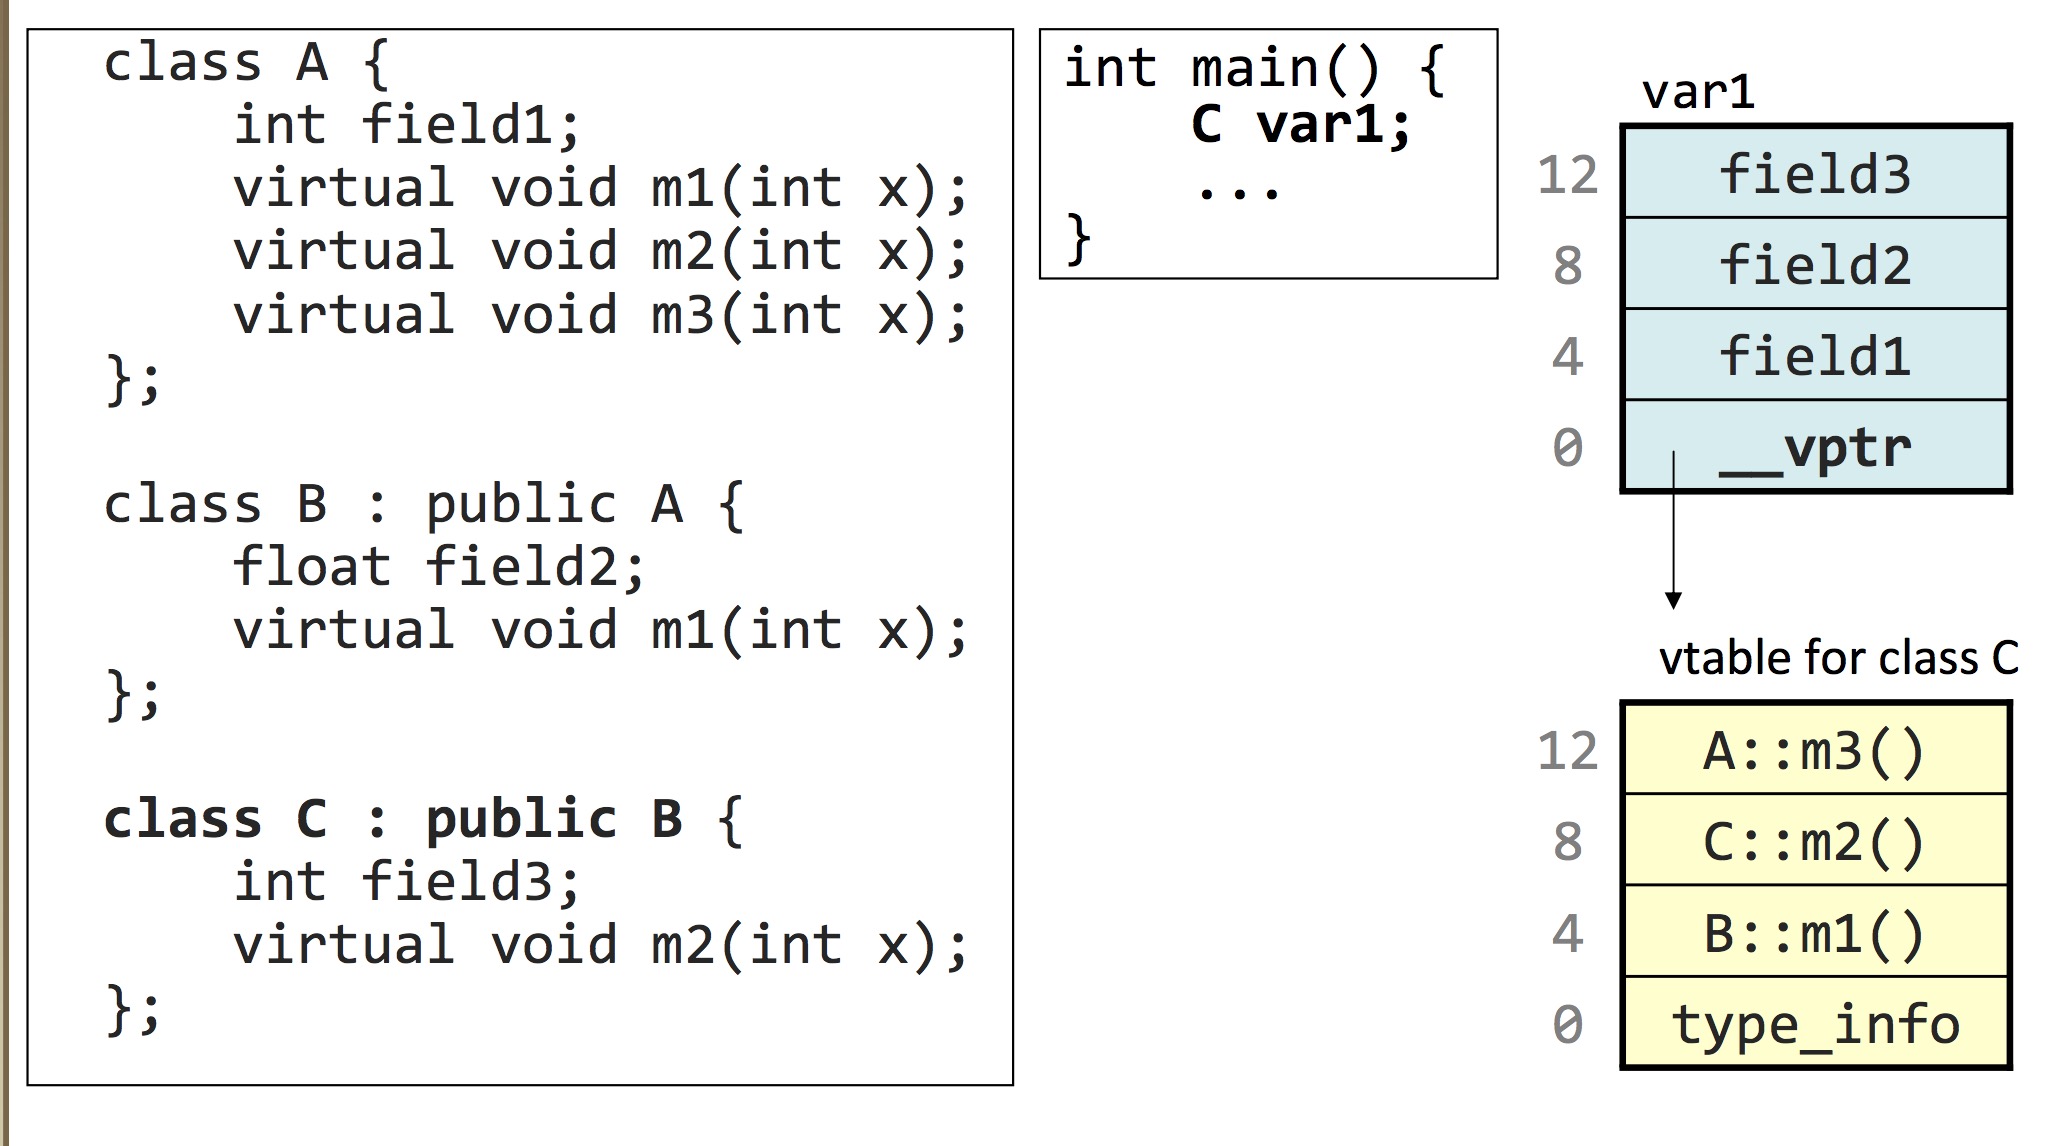 class A {
    int field1;
    virtual void m1(int x);
    virtual void m2(int x);
    virtual void m3(int x);
};
class B : public A {
    float field2;
    virtual void m1(int x);
};
class C : public B {
    int field3;
    virtual void m2(int x);
};
int main() {
    C var1;
    ...
}
var1
12 field3
8 field2
4 field1
0 __vptr
vtable for class C
12 A::m3()
8 C::m2()
4 B::m1()
0 type_info